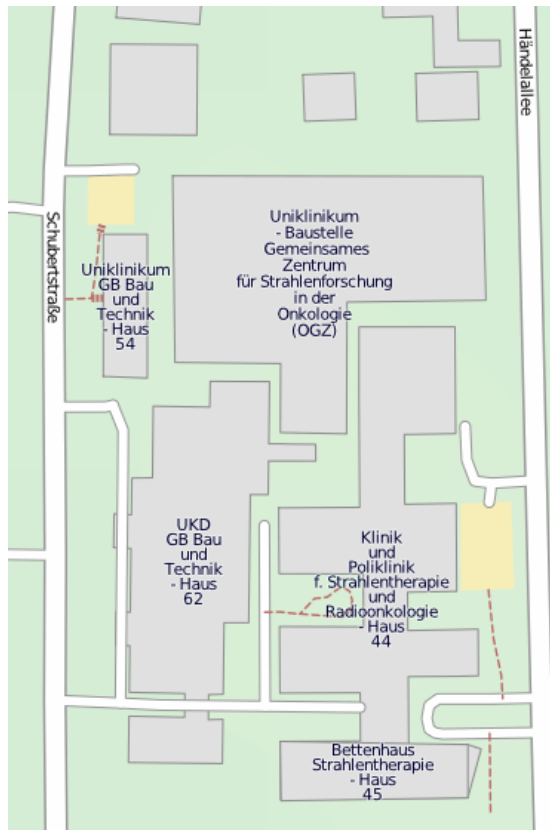 Händelallee
Uniklinikum
- Baustelle
Gemeinsames
Zentrum
für Strahlenforschung
in der
Onkologie
(OGZ)
Schubertstraße
Uniklinikum
GB Bau
und
Technik
- Haus
54
UKD
GB Bau
und
Technik
- Haus
62
Klinik
und
Poliklinik
f. Strahlentherapie
und
Radioonkologie
- Haus
44
Bettenhaus
Strahlentherapie
- Haus
45